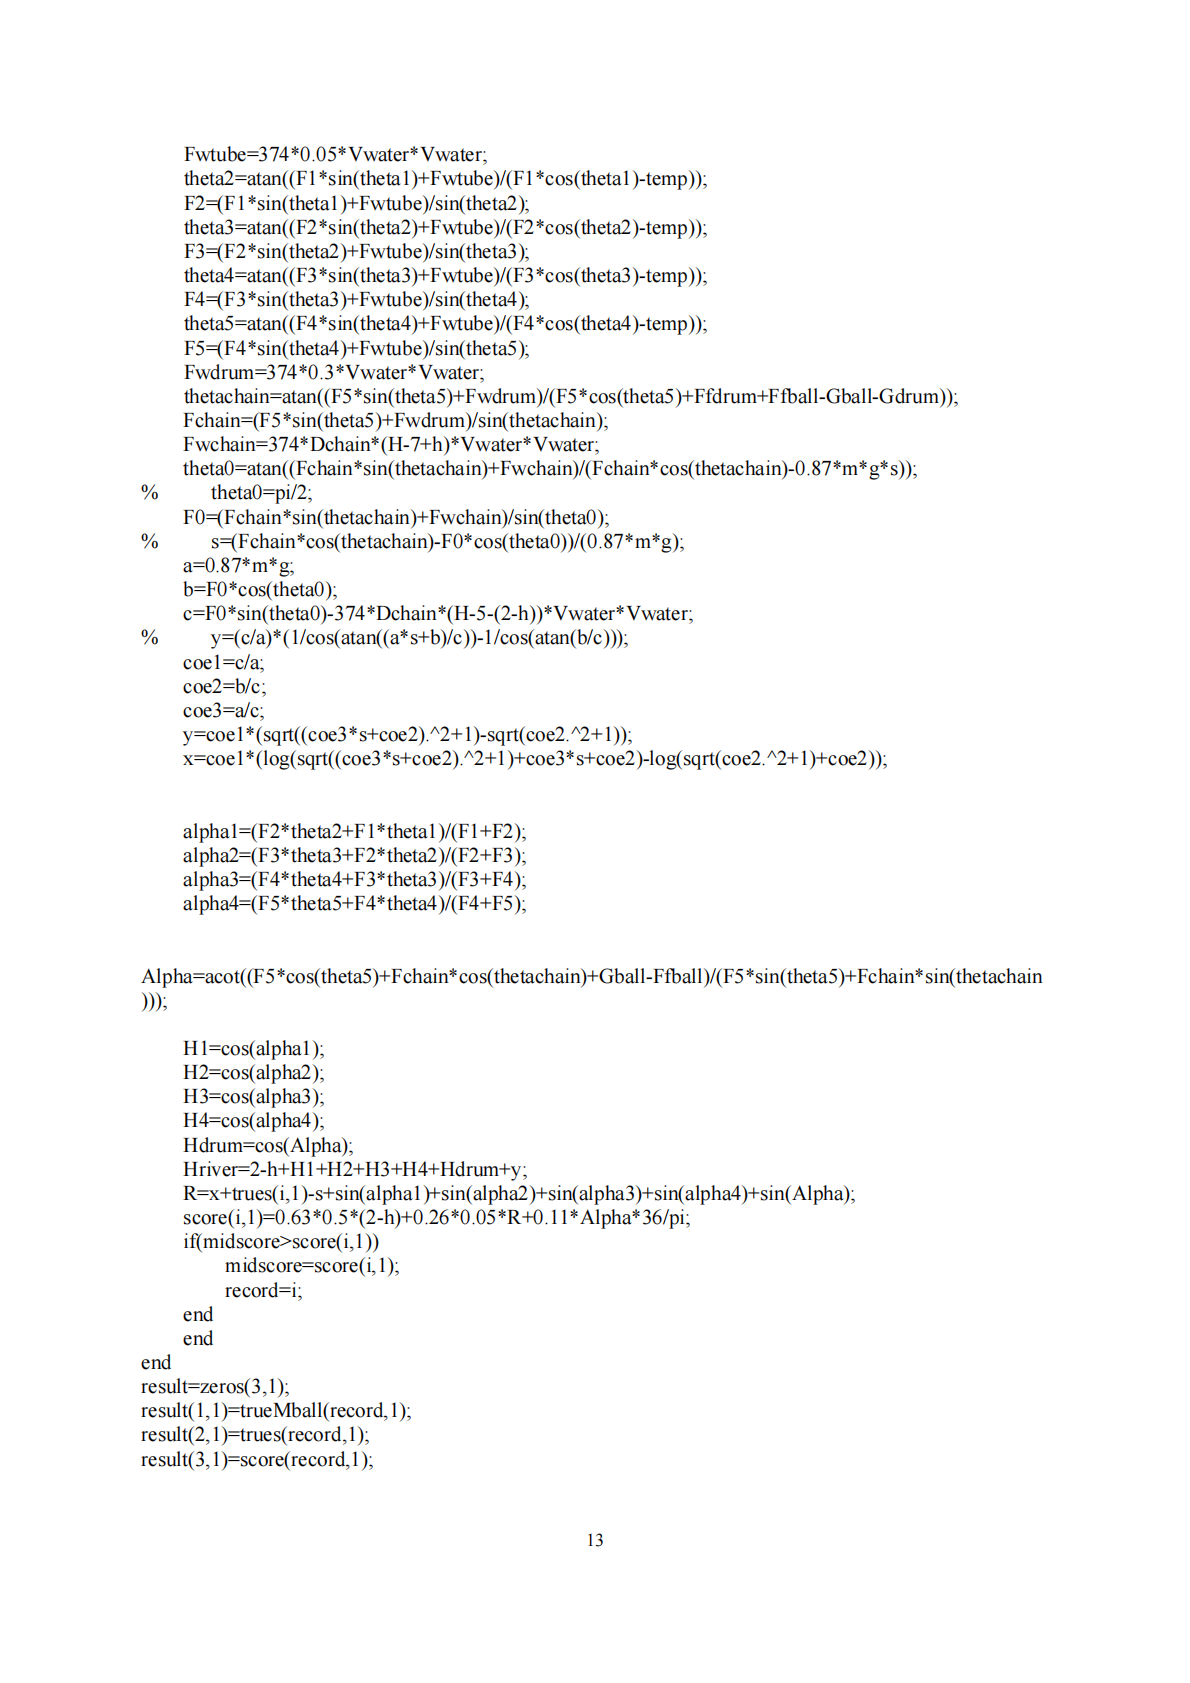 Fwtube=374*0.05*Vwater*Vwater;
theta2=atan((F1*sin(theta1)+Fwtube)/(F1*cos(theta1)-temp));
F2=(F1*sin(theta1)+Fwtube)/sin(theta2);
theta3=atan((F2*sin(theta2)+Fwtube)/(F2*cos(theta2)-temp));
F3=(F2*sin(theta2)+Fwtube)/sin(theta3);
theta4=atan((F3*sin(theta3)+Fwtube)/(F3*cos(theta3)-temp));
F4=(F3*sin(theta3)+Fwtube)/sin(theta4);
theta5=atan((F4*sin(theta4)+Fwtube)/(F4*cos(theta4)-temp));
F5=(F4*sin(theta4)+Fwtube)/sin(theta5);
Fwdrum=374*0.3*Vwater*Vwater;
thetachain=atan((F5*sin(theta5)+Fwdrum)/(F5*cos(theta5)+Ffdrum+Ffball-Gball-Gdrum));
Fchain=(F5*sin(theta5)+Fwdrum)/sin(thetachain);
Fwchain=374*Dchain*(H-7+h)*Vwater*Vwater;
theta0=atan((Fchain*sin(thetachain)+Fwchain)/(Fchain*cos(thetachain)-0.87*m*g*s));
% theta0=pi/2;
F0=(Fchain*sin(thetachain)+Fwchain)/sin(theta0);
% s=(Fchain*cos(thetachain)-F0*cos(theta0))/(0.87*m*g);
a=0.87*m*g;
b=F0*cos(theta0);
c=F0*sin(theta0)-374*Dchain*(H-5-(2-h))*Vwater*Vwater;
% y=(c/a)*(1/cos(atan((a*s+b)/c))-1/cos(atan(b/c)));
coe1=c/a;
coe2=b/c;
coe3=a/c;
y=coe1*(sqrt((coe3*s+coe2).^2+1)-sqrt(coe2.^2+1));
x=coe1*(log(sqrt((coe3*s+coe2).^2+1)+coe3*s+coe2)-log(sqrt(coe2.^2+1)+coe2));
alpha1=(F2*theta2+F1*theta1)/(F1+F2);
alpha2=(F3*theta3+F2*theta2)/(F2+F3);
alpha3=(F4*theta4+F3*theta3)/(F3+F4);
alpha4=(F5*theta5+F4*theta4)/(F4+F5);
Alpha=acot((F5*cos(theta5)+Fchain*cos(thetachain)+Gball-Ffball)/(F5*sin(theta5)+Fchain*sin(thetachain
)));
H1=cos(alpha1);
H2=cos(alpha2);
H3=cos(alpha3);
H4=cos(alpha4);
Hdrum=cos(Alpha);
Hriver=2-h+H1+H2+H3+H4+Hdrum+y;
R=x+trues(i,1)-s+sin(alpha1)+sin(alpha2)+sin(alpha3)+sin(alpha4)+sin(Alpha);
score(i,1)=0.63*0.5*(2-h)+0.26*0.05*R+0.11*Alpha*36/pi;
if(midscore>score(i,1))
midscore=score(i,1);
record=i;
end
end
end
result=zeros(3,1);
result(1,1)=trueMball(record,1);
result(2,1)=trues(record,1);
result(3,1)=score(record,1);
13